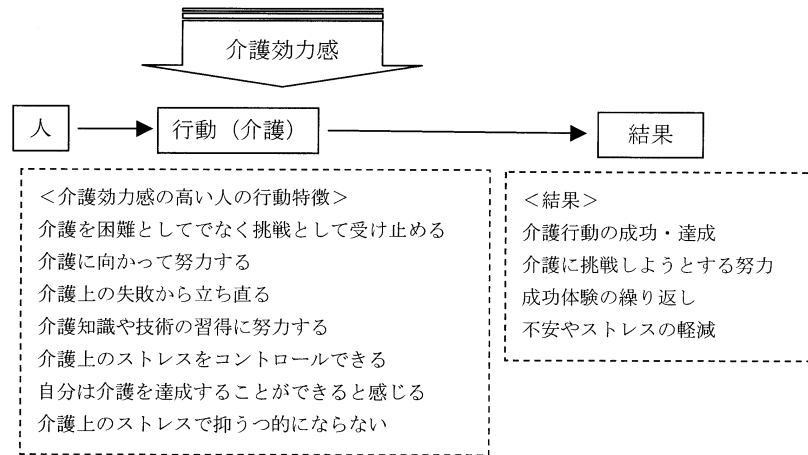 介護効力感
人
行動（介護）
結果
＜介護効力感の高い人の行動特徴＞
介護を困難としてでなく挑戦として受け止める
介護に向かって努力する
介護上の失敗から立ち直る
介護知識や技術の習得に努力する
介護上のストレスをコントロールできる
自分は介護を達成することができると感じる
介護上のストレスで抑うつ的にならない
＜結果＞
介護行動の成功・達成
介護に挑戦しようとする努力
成功体験の繰り返し
不安やストレスの軽減